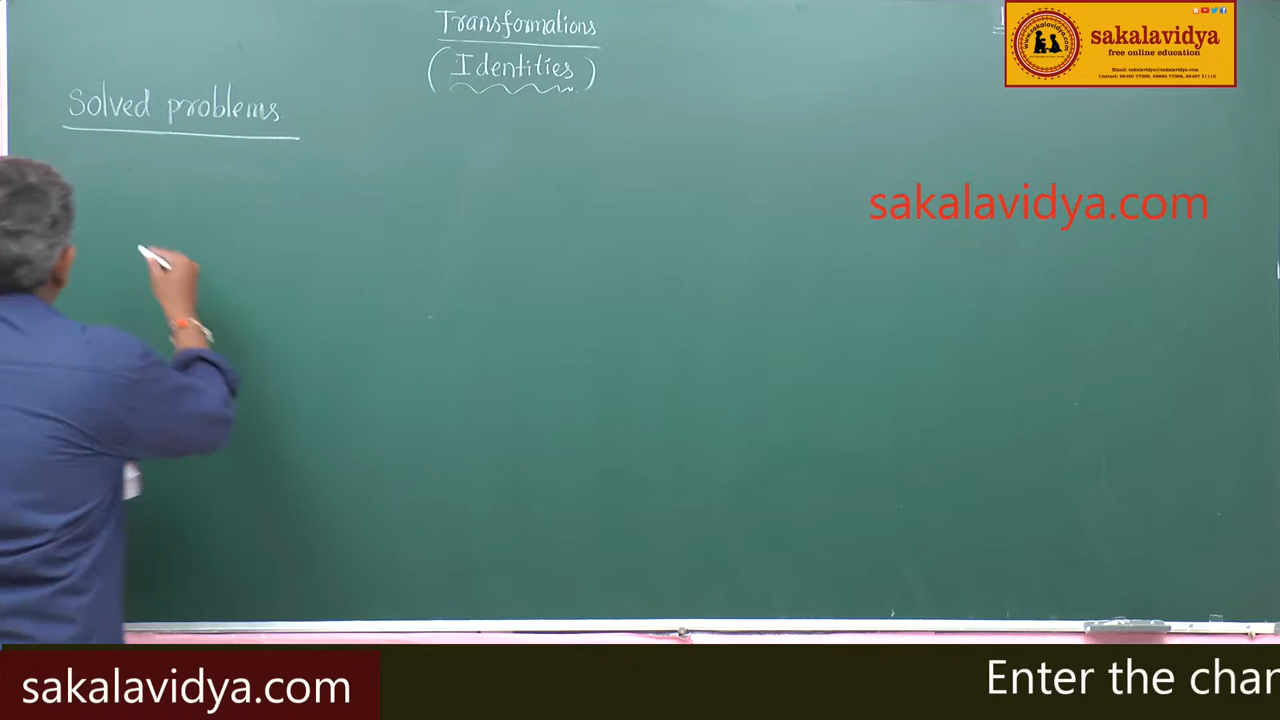 Transformations
(Identities)
Solved problems.
sakalavidya
free online education
sakalavidya.com
sakalavidya.com
Enter the char